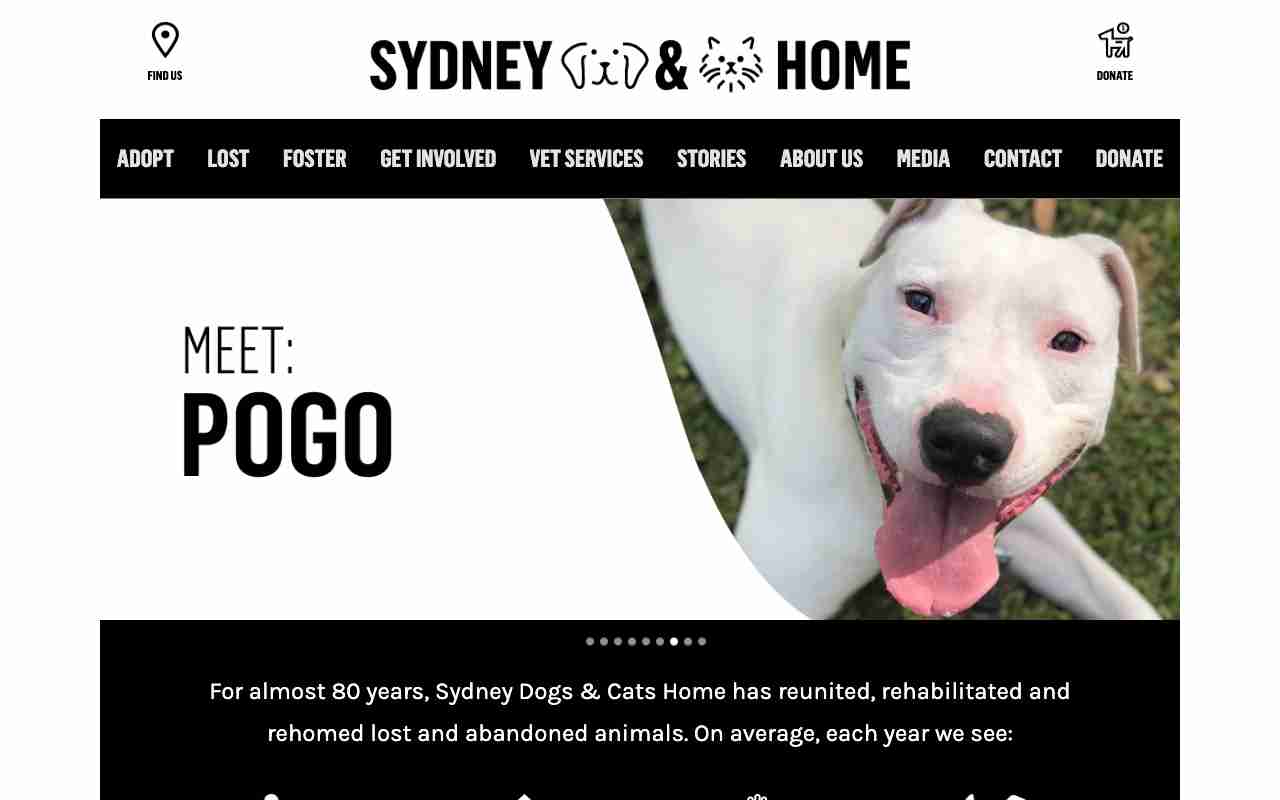 FIND US
SYDNEY & HOME
DONATE
ADOPT LOST FOSTER GET INVOLVED VET SERVICES STORIES ABOUT US MEDIA CONTACT DONATE
MEET:
POGO
For almost 80 years, Sydney Dogs & Cats Home has reunited, rehabilitated and
rehomed lost and abandoned animals. On average, each year we see: